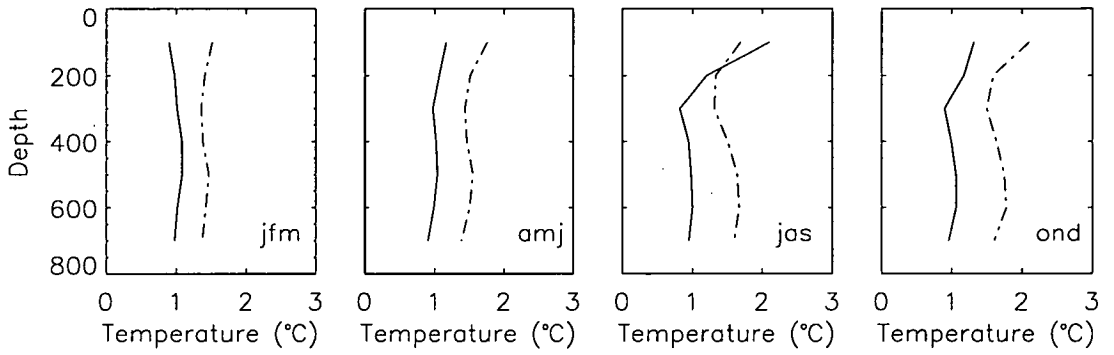 0
200
400
600
800
Depth
jfm
amj
jas
ond
0 1 2 3
0 1 2 3
0 1 2 3
0 1 2 3
Temperature (°C)
Temperature (°C)
Temperature (°C)
Temperature (°C)